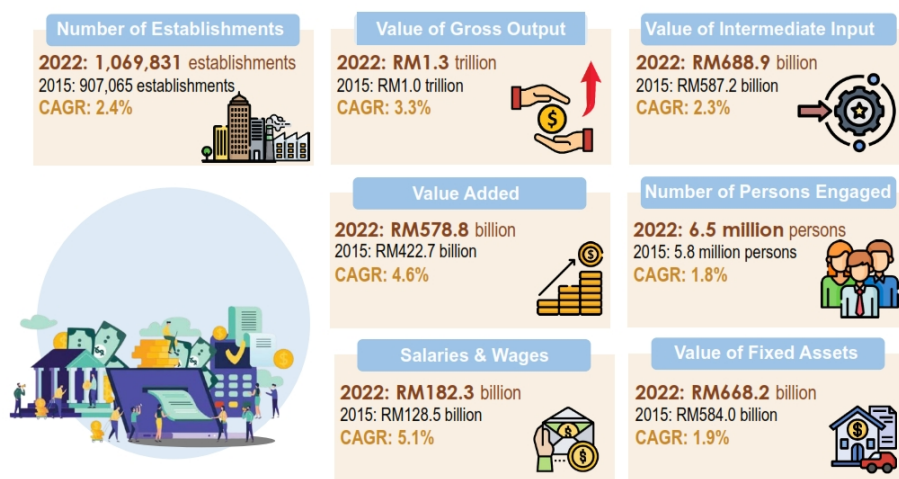 Number of Establishments
2022: 1,069,831 establishments
2015: 907,065 establishments
CAGR: 2.4%
Value of Gross Output
2022: RM1.3 trillion
2015: RM1.0 trillion
CAGR: 3.3%
Value of Intermediate Input
2022: RM688.9 billion
2015: RM587.2 billion
CAGR: 2.3%
Value Added
2022: RM578.8 billion
2015: RM422.7 billion
CAGR: 4.6%
Number of Persons Engaged
2022: 6.5 million persons
2015: 5.8 million persons
CAGR: 1.8%
Salaries & Wages
2022: RM182.3 billion
2015: RM128.5 billion
CAGR: 5.1%
Value of Fixed Assets
2022: RM668.2 billion
2015: RM584.0 billion
CAGR: 1.9%